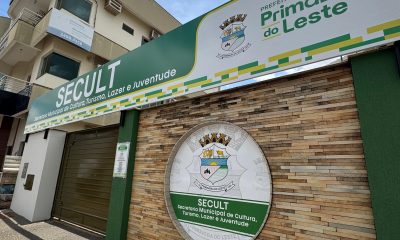 PREFEITURA
Primavera
do Leste
SECULT
Secretaria Municipal de Cultura, Turismo, Lazer e Juventude
SECULT
Secretaria Municipal de Cultura,
Turismo, Lazer e Juventude